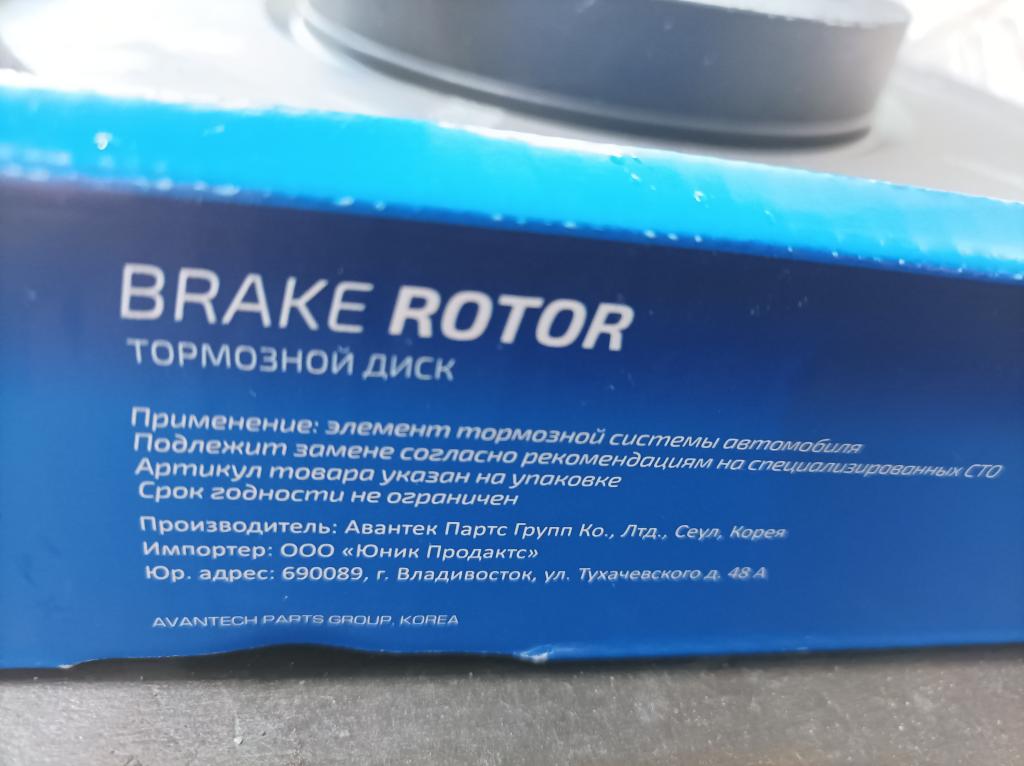 BRAKE ROTOR
ТОРМОЗНОЙ ДИСК
Применение: элемент тормозной системы автомобиля
Подлежит замене согласно рекомендациям на специализированных СТО
Артикул товара указан на упаковке
Срок годности не ограничен
Производитель: Авантек Партс Групп Ко., Лтд., Сеул, Корея
Импортер: ООО «Юник Продактс»
Юр. адрес: 690089, г. Владивосток, ул. Тухачевского д. 48 А
AVANTECH PARTS GROUP, KOREA